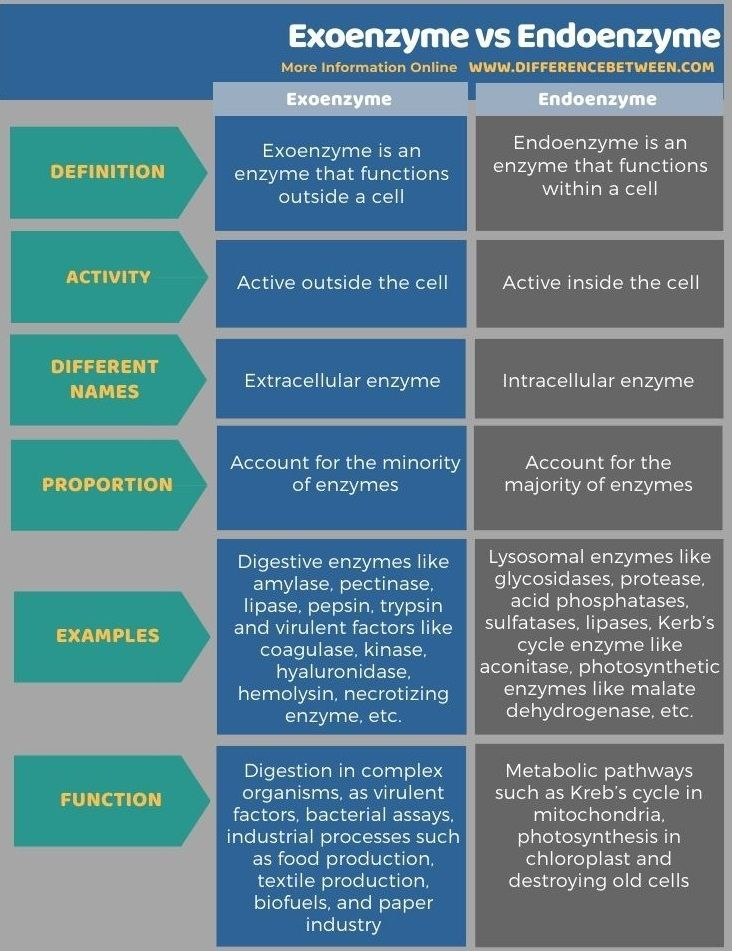 Exoenzyme vs Endoenzyme
More Information Online WWW.DIFFERENCEBETWEEN.COM
Exoenzyme
Endoenzyme
DEFINITION
Exoenzyme is an
enzyme that functions
outside a cell
Endoenzyme is an
enzyme that functions
within a cell
ACTIVITY
Active outside the cell
Active inside the cell
DIFFERENT
NAMES
Extracellular enzyme
Intracellular enzyme
PROPORTION
Account for the minority
of enzymes
Account for the
majority of enzymes
EXAMPLES
Digestive enzymes like
amylase, pectinase,
lipase, pepsin, trypsin
and virulent factors like
coagulase, kinase,
hyaluronidase,
hemolysin, necrotizing
enzyme, etc.
Lysosomal enzymes like
glycosidases, protease,
acid phosphatases,
sulfatases, lipases, Kerb's
cycle enzyme like
aconitase, photosynthetic
enzymes like malate
dehydrogenase, etc.
FUNCTION
Digestion in complex
organisms, as virulent
factors, bacterial assays,
industrial processes such
as food production,
textile production,
biofuels, and paper
industry
Metabolic pathways
such as Kreb's cycle in
mitochondria,
photosynthesis in
chloroplast and
destroying old cells